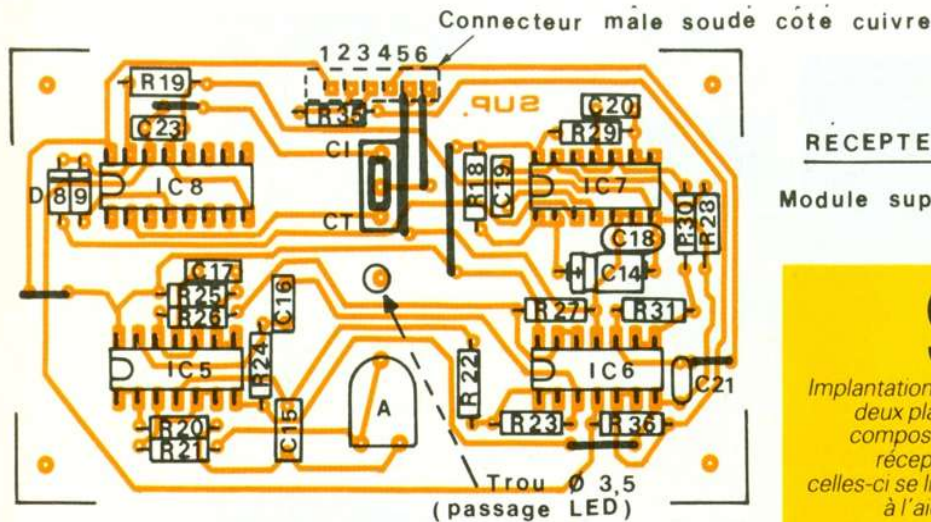 Connecteur mâle soudé côté cuivre
1 2 3 4 5 6
R19
R35
SUP.
C20
C23
R29
CI
RECEPTE
D 8 9
IC8
R18
C19
IC7
R30
R28
Module sup
CT
C18
C17
C14
R25
C16
R26
R27
R31
IC5
R24
R22
IC6
C21
A
Implantation
deux pla
compos
récep
celles-ci se li
à l'ai
R20
C15
R23
R36
R21
Trou Ø 3,5
(passage LED)